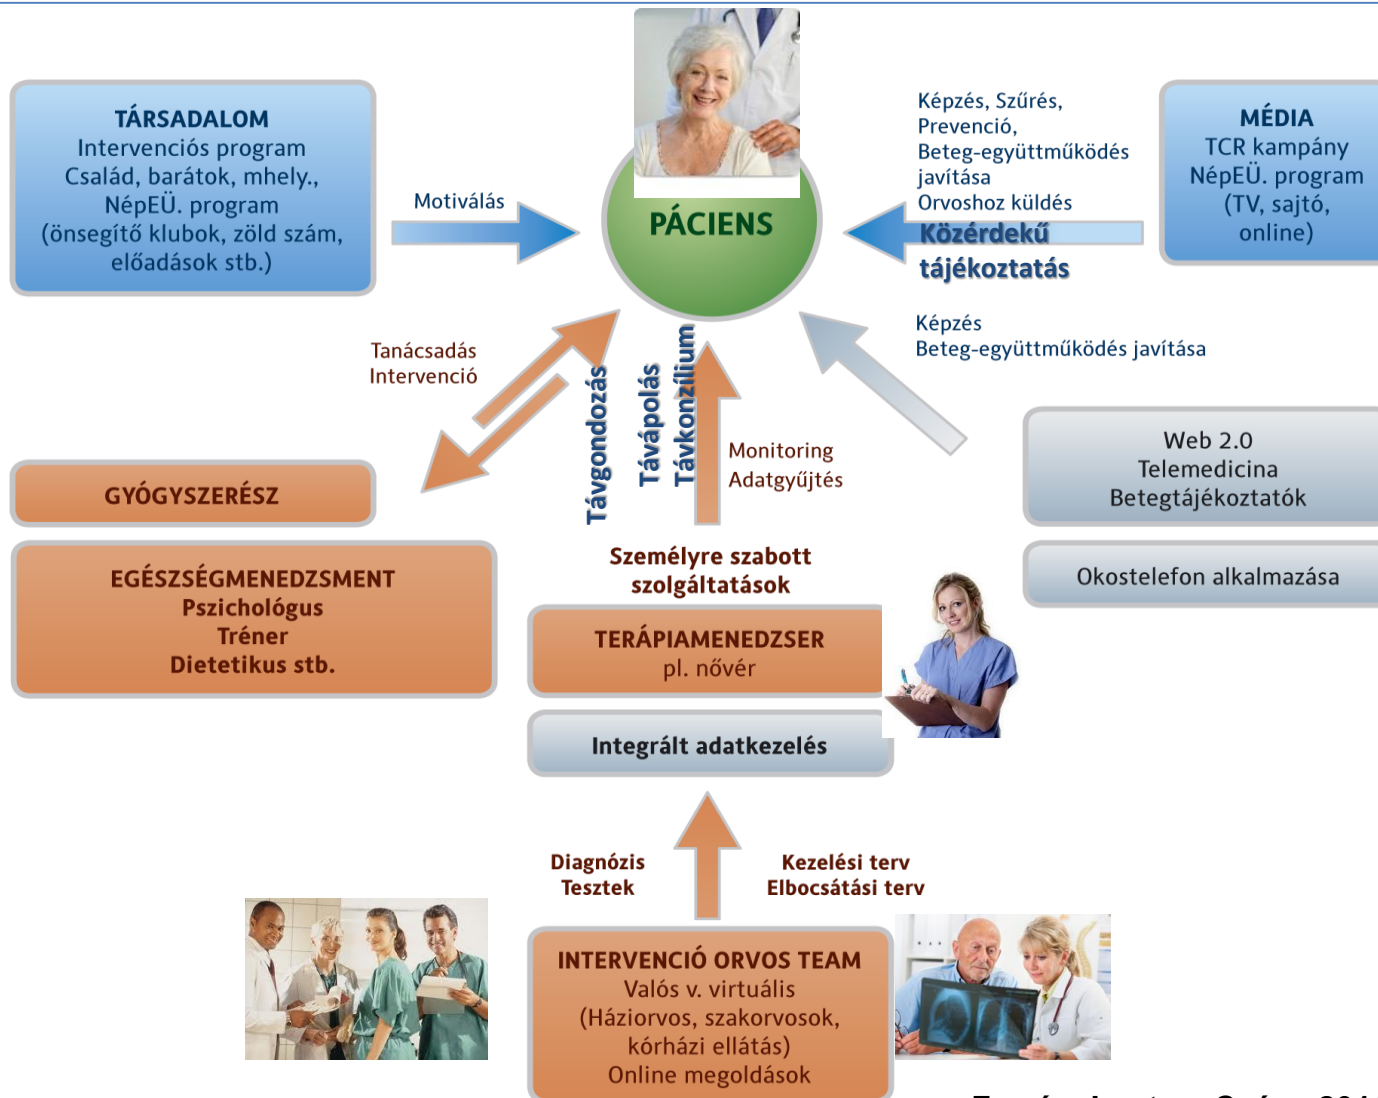 TÁRSADALOM
Intervenciós program
Család, barátok, mhely.,
NépEÜ. program
(önsegítő klubok, zöld szám,
előadások stb.)
Motiválás
PÁCIENS
Képzés, Szűrés,
Prevenció,
Beteg-együttműködés
javítása
Orvoshoz küldés
Közérdekű
tájékoztatás
MÉDIA
TCR kampány
NépEÜ. program
(TV, sajtó,
online)
Képzés
Beteg-együttműködés javítása
Tanácsadás
Intervenció
Távgondozás
Távápolás
Távkonzílium
Monitoring
Adatgyűjtés
Web 2.0
Telemedicina
Betegtájékoztatók
Okostelefon alkalmazása
GYÓGYSZERÉSZ
EGÉSZSÉGMENEDZSMENT
Pszichológus
Tréner
Dietetikus stb.
Személyre szabott
szolgáltatások
TERÁPIAMENEDZSER
pl. nővér
Integrált adatkezelés
Diagnózis
Tesztek
Kezelési terv
Elbocsátási terv
INTERVENCIÓ ORVOS TEAM
Valós v. virtuális
(Háziorvos, szakorvosok,
kórházi ellátás)
Online megoldások